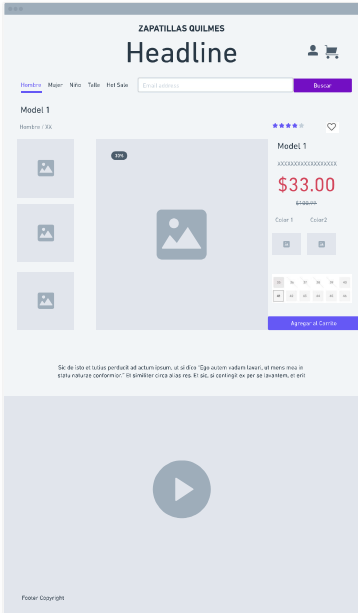 ZAPATILLAS QUILMES
Headline
Hombre Mujer Niño Talle Hot Sale
Email address
Buscar
Model 1
Hombre / XX
30%
Model 1
XXXXXXXXXXXXXXXXXX
$33.00
$100.99
Color 1 Color2
Agregar al Carrito
Sic de isto et tutius perducit ad actum ipsum, ut si dico "Ego autem vadam lavari, ut mens mea in
statu naturae conformior." Et similiter circa alias res. Et sic, si contingit ex per se lavantem, et erit
Footer Copyright